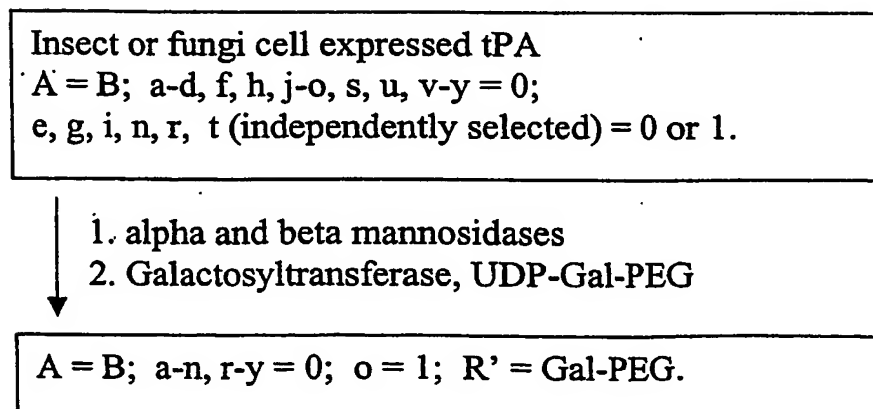 Insect or fungi cell expressed tPA
A = B; a-d, f, h, j-o, s, u, v-y = 0;
e, g, i, n, r, t (independently selected) = 0 or 1.
1. alpha and beta mannosidases
2. Galactosyltransferase, UDP-Gal-PEG
A = B; a-n, r-y = 0; o = 1; R’ = Gal-PEG.